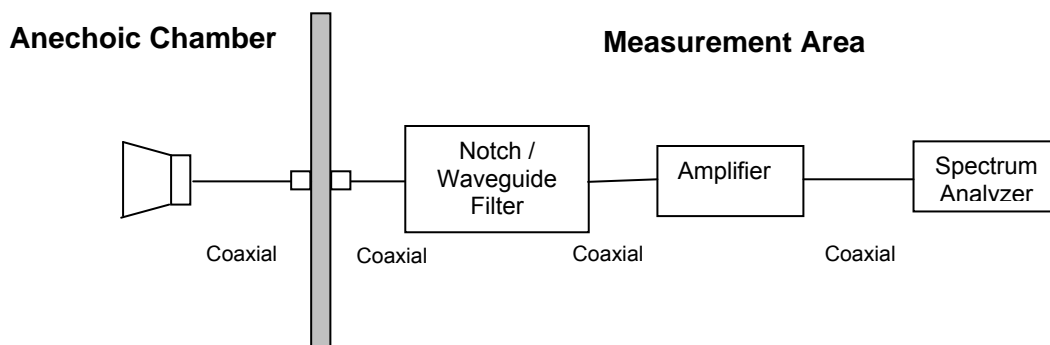 Anechoic Chamber
Measurement Area
Notch /
Waveguide
Filter
Amplifier
Spectrum
Analyzer
Coaxial
Coaxial
Coaxial
Coaxial